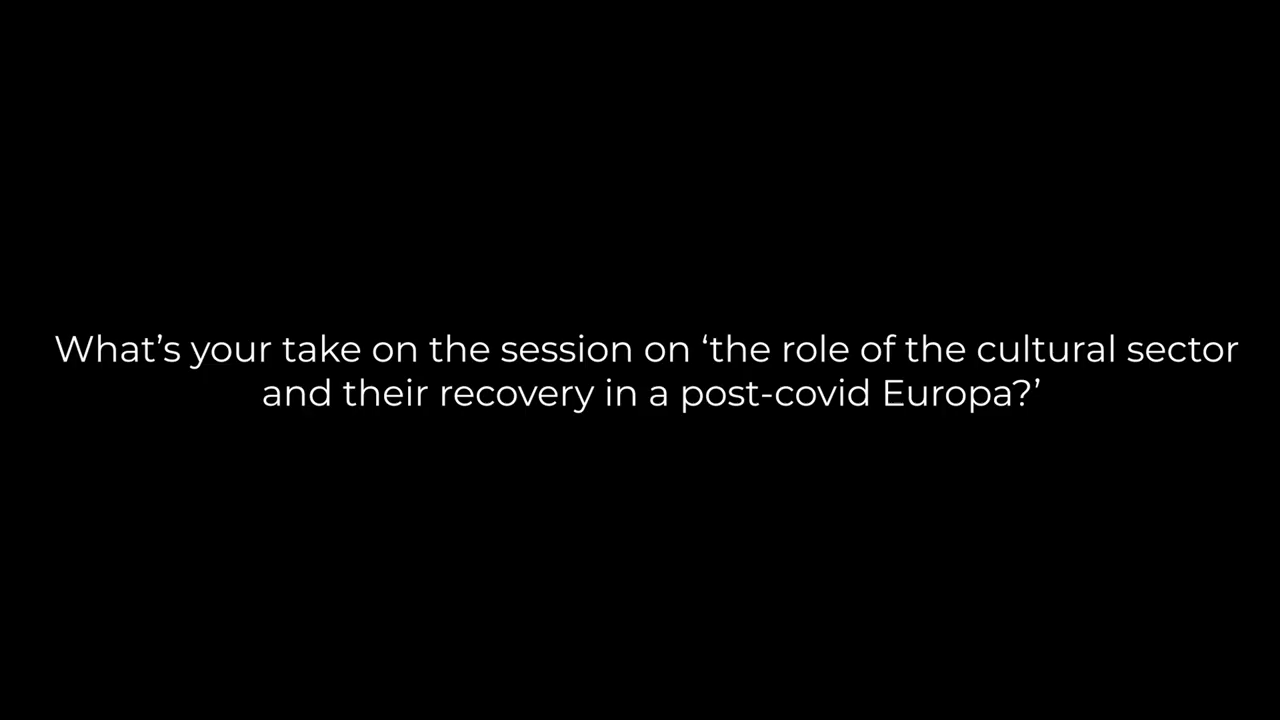 What’s your take on the session on ‘the role of the cultural sector
and their recovery in a post-covid Europa?’